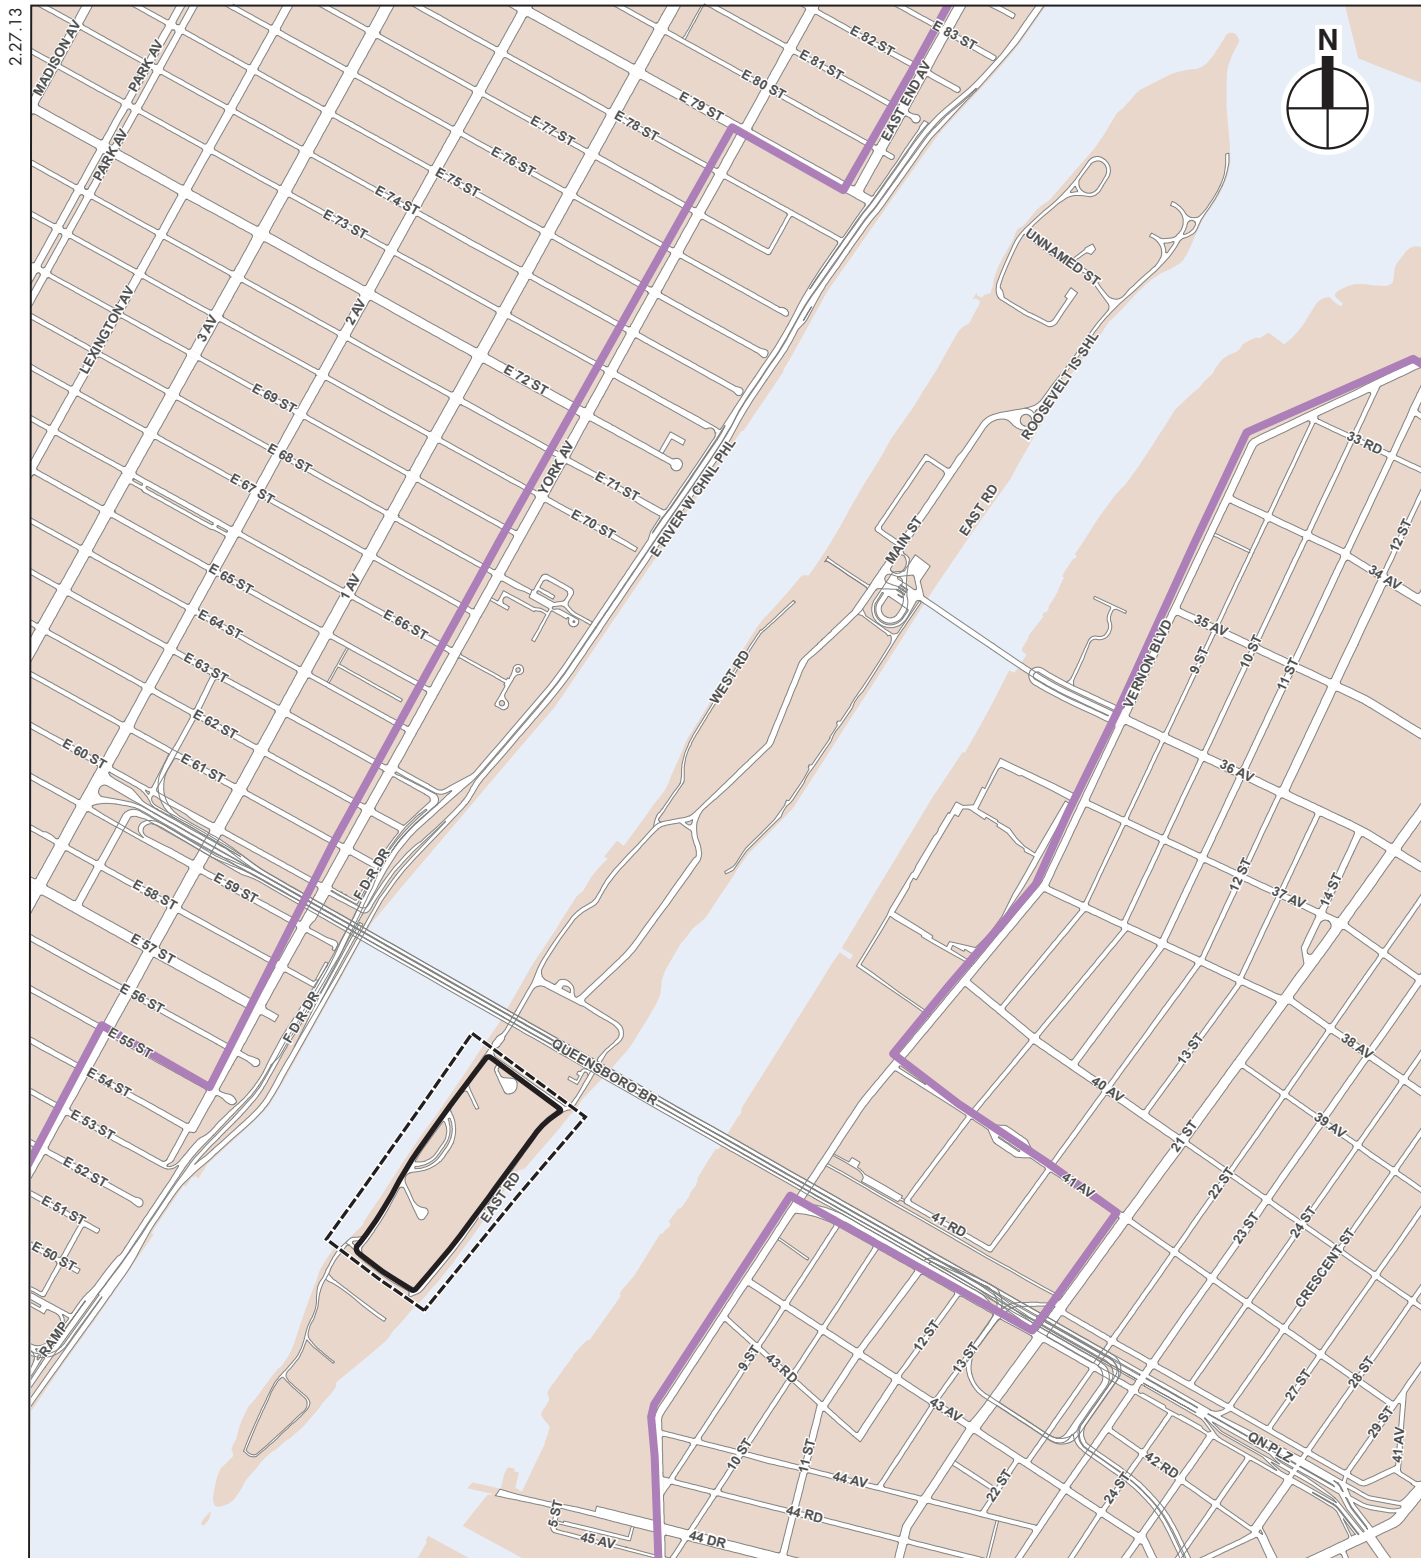 2.27.13
N
MADISON AV
PARK AV
PARK AV
E 82 ST
E 83 ST
E 81 ST
E 80 ST
E 79 ST
EAST END AV
E 78 ST
E 77 ST
E 76 ST
E 75 ST
E 74 ST
E 73 ST
UNNAMED ST
LEXINGTON AV
3 AV
2 AV
ROOSEVELT IS SHL
E 72 ST
E 69 ST
E 68 ST
E 67 ST
YORK AV
E 71 ST
E 70 ST
E RIVER W CHNL PHL
33 RD
12 ST
34 AV
MAIN ST
EAST RD
E 65 ST
1 AV
E 66 ST
E 64 ST
E 63 ST
E 62 ST
E 61 ST
E 60 ST
WEST RD
VERNON BLVD
35 AV
9 ST
10 ST
11 ST
36 AV
F D R DR
E 59 ST
E 58 ST
E 57 ST
E 56 ST
E 55 ST
E 54 ST
E 53 ST
E 52 ST
E 51 ST
E 50 ST
F D R DR
12 ST
37 AV
14 ST
QUEENSBORO BR
13 ST
38 AV
40 AV
39 AV
21 ST
41 AV
22 ST
EAST RD
41 RD
23 ST
24 ST
CRESCENT ST
RAMP
9 ST
43 RD
12 ST
13 ST
43 AV
27 ST
28 ST
29 ST
41 AV
QN PLZ
10 ST
11 ST
44 AV
22 ST
24 ST
42 RD
5 ST
44 RD
45 AV
44 DR